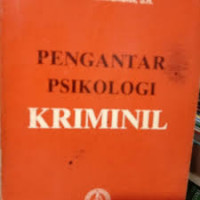 S.H.
PENGANTAR
PSIKOLOGI
KRIMINIL